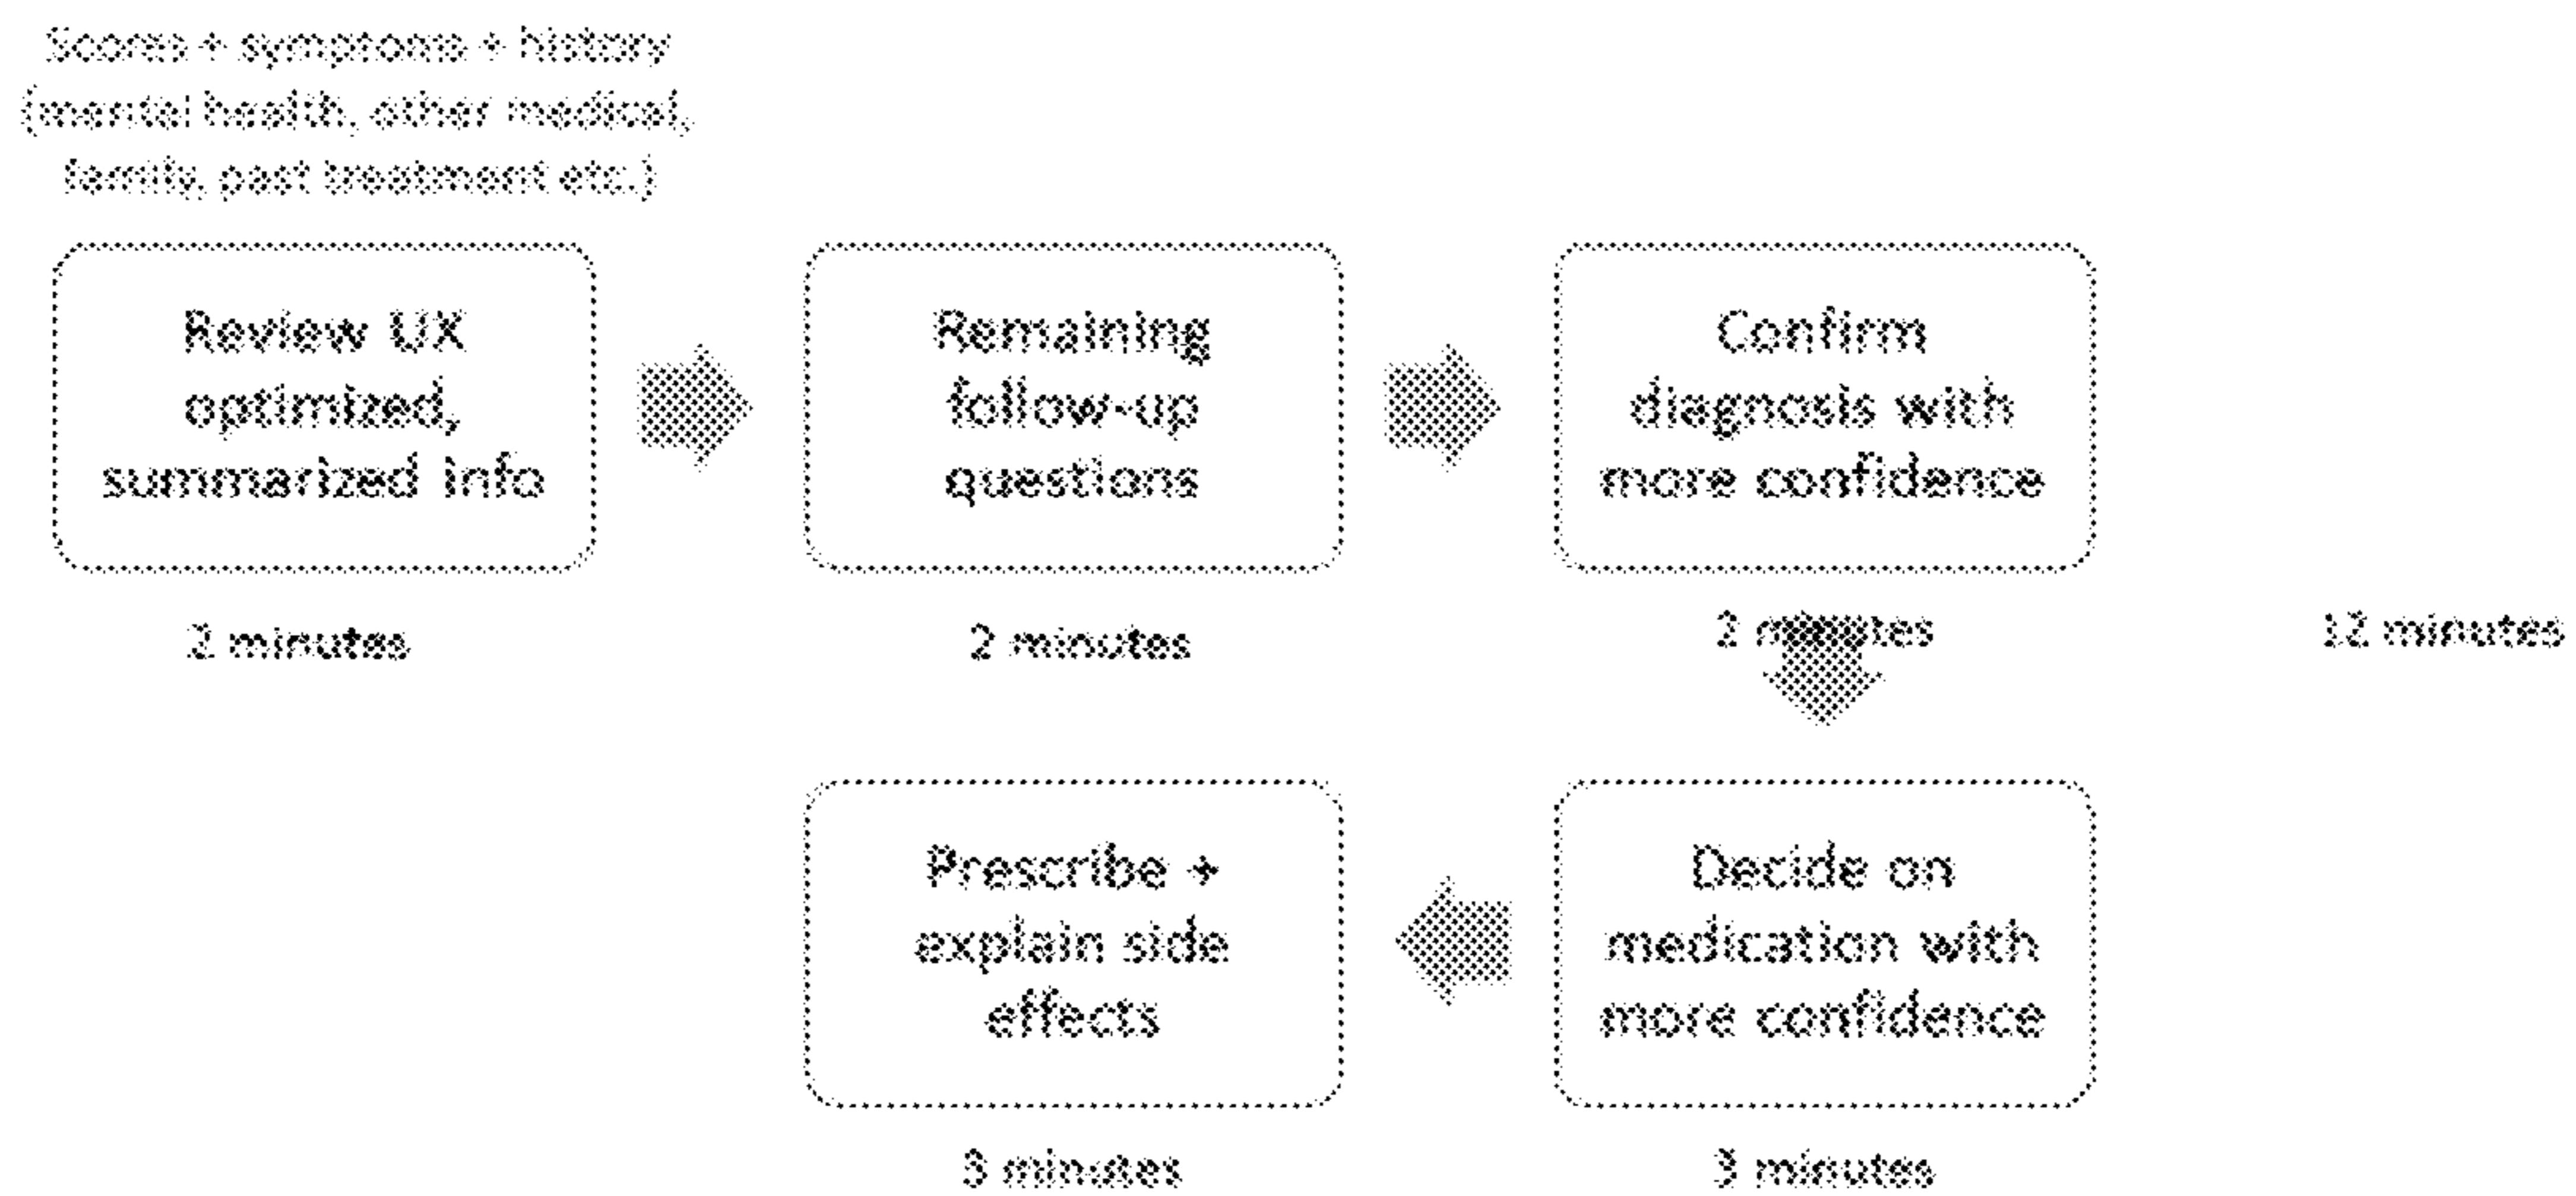 Scores + symptoms + history
(mental health, other medical,
family, past treatment etc.)
Review UX
optimized,
summarized info
2 minutes
Remaining
follow-up
questions
2 minutes
Confirm
diagnosis with
more confidence
2 minutes
12 minutes
Decide on
medication with
more confidence
3 minutes
Prescribe +
explain side
effects
3 minutes